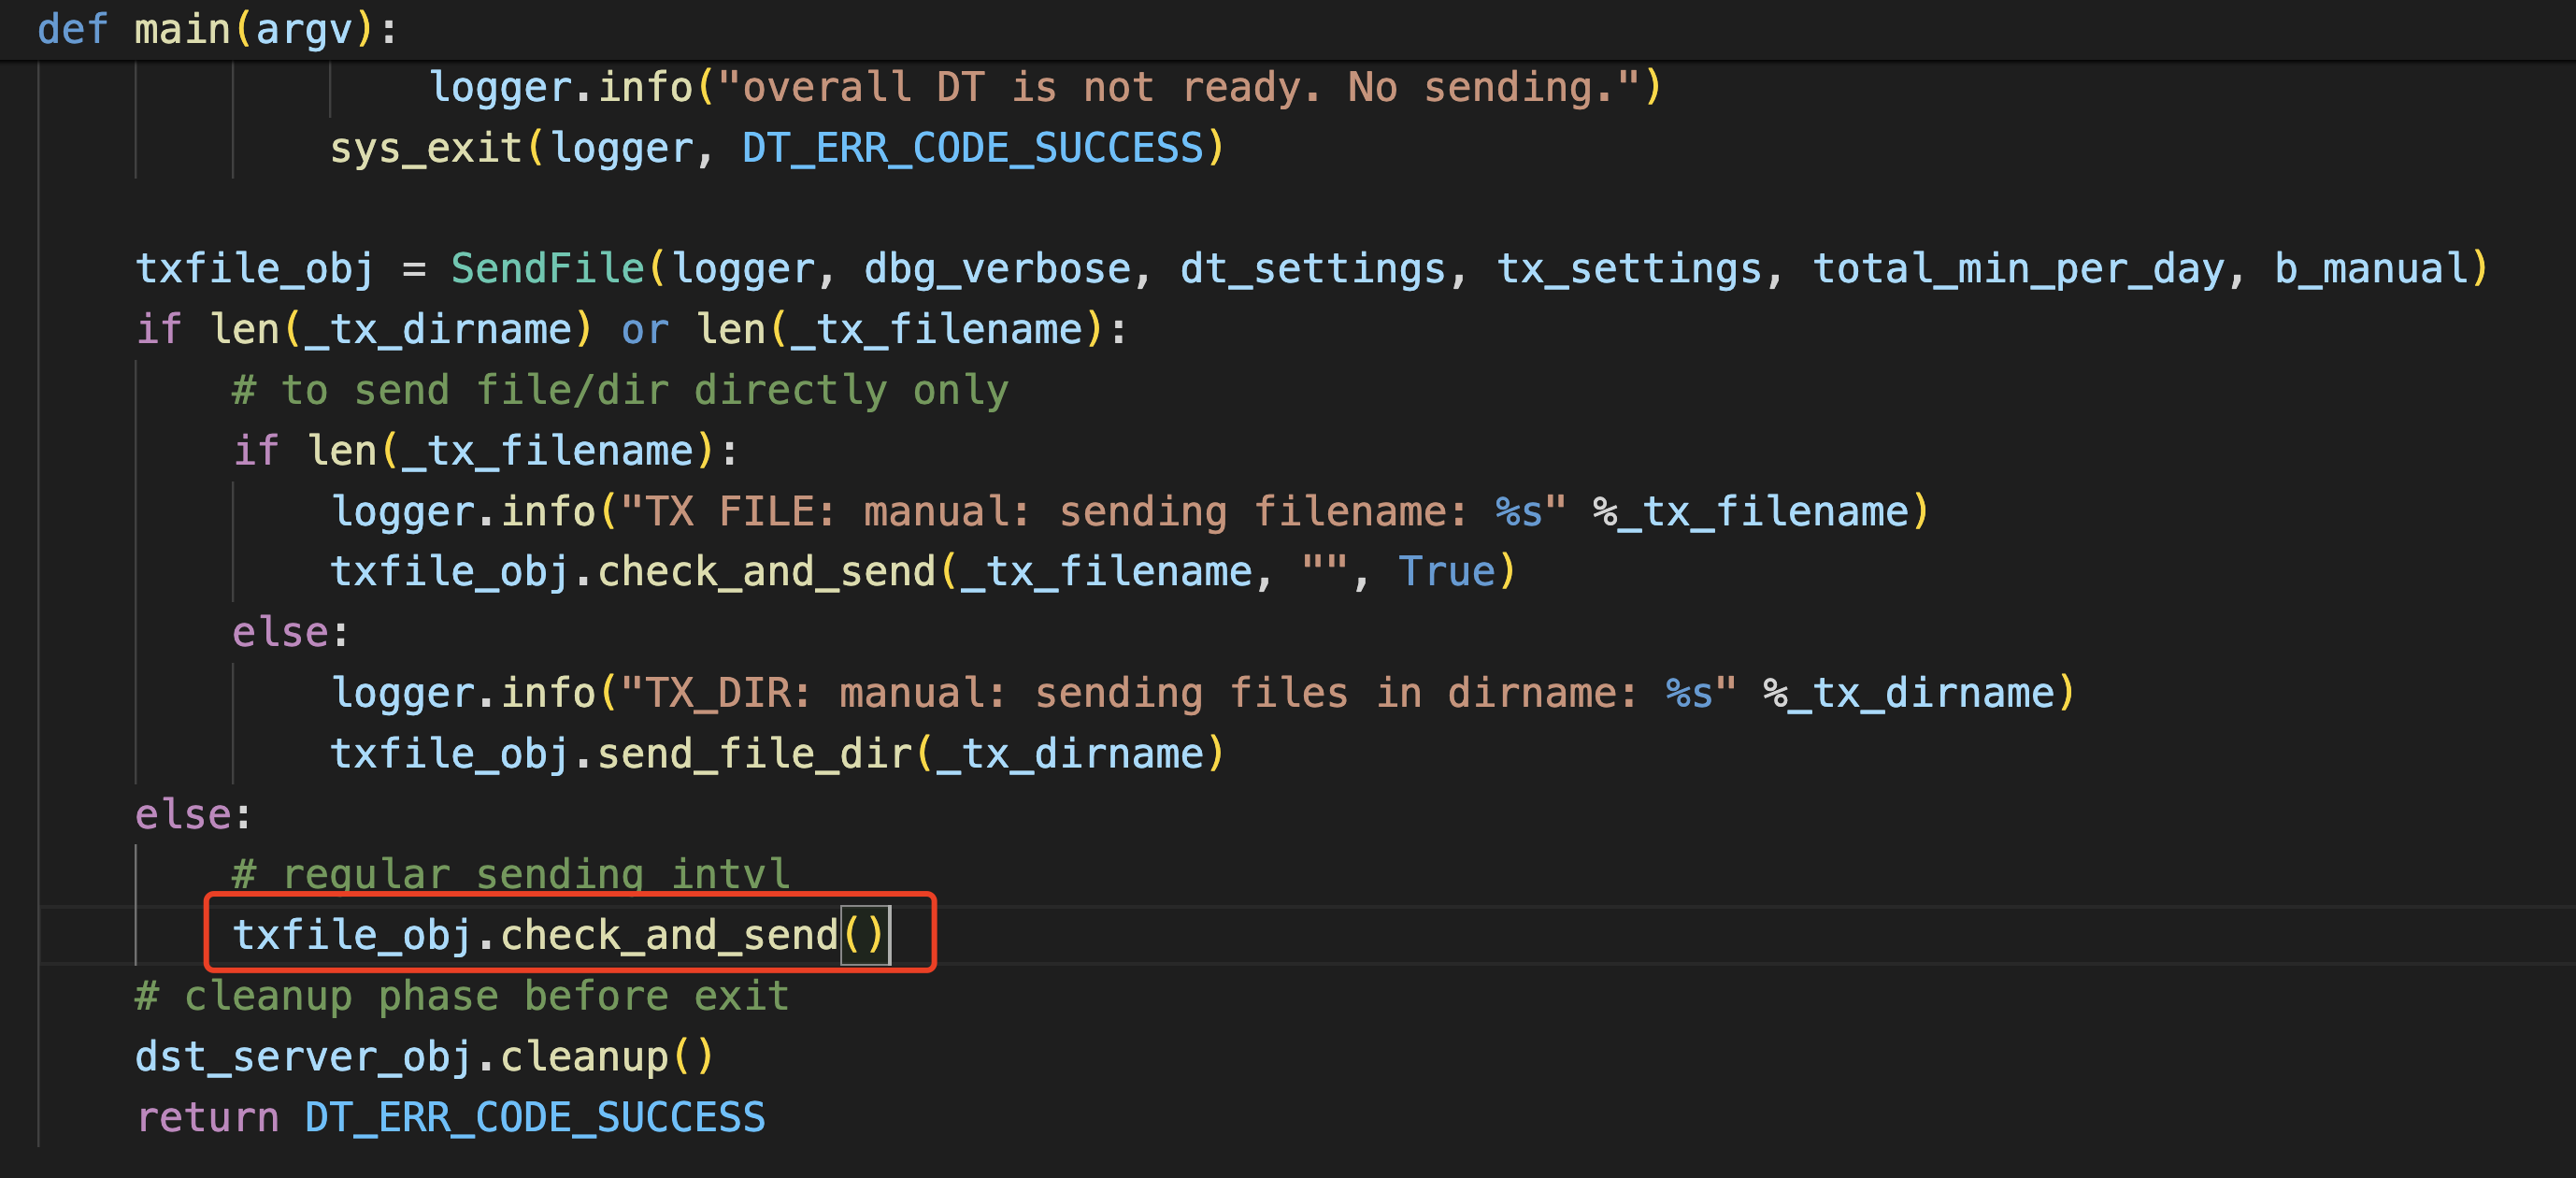 def main(argv):
logger.info("overall DT is not ready. No sending.")
sys_exit(logger, DT_ERR_CODE_SUCCESS)
txfile_obj = SendFile(logger, dbg_verbose, dt_settings, tx_settings, total_min_per_day, b_manual)
if len(_tx_dirname) or len(_tx_filename):
# to send file/dir directly only
if len(_tx_filename):
logger.info("TX FILE: manual: sending filename: %s" %_tx_filename)
txfile_obj.check_and_send(_tx_filename, "", True)
else:
logger.info("TX_DIR: manual: sending files in dirname: %s" %_tx_dirname)
txfile_obj.send_file_dir(_tx_dirname)
else:
# regular sending intvl
txfile_obj.check_and_send()
# cleanup phase before exit
dst_server_obj.cleanup()
return DT_ERR_CODE_SUCCESS